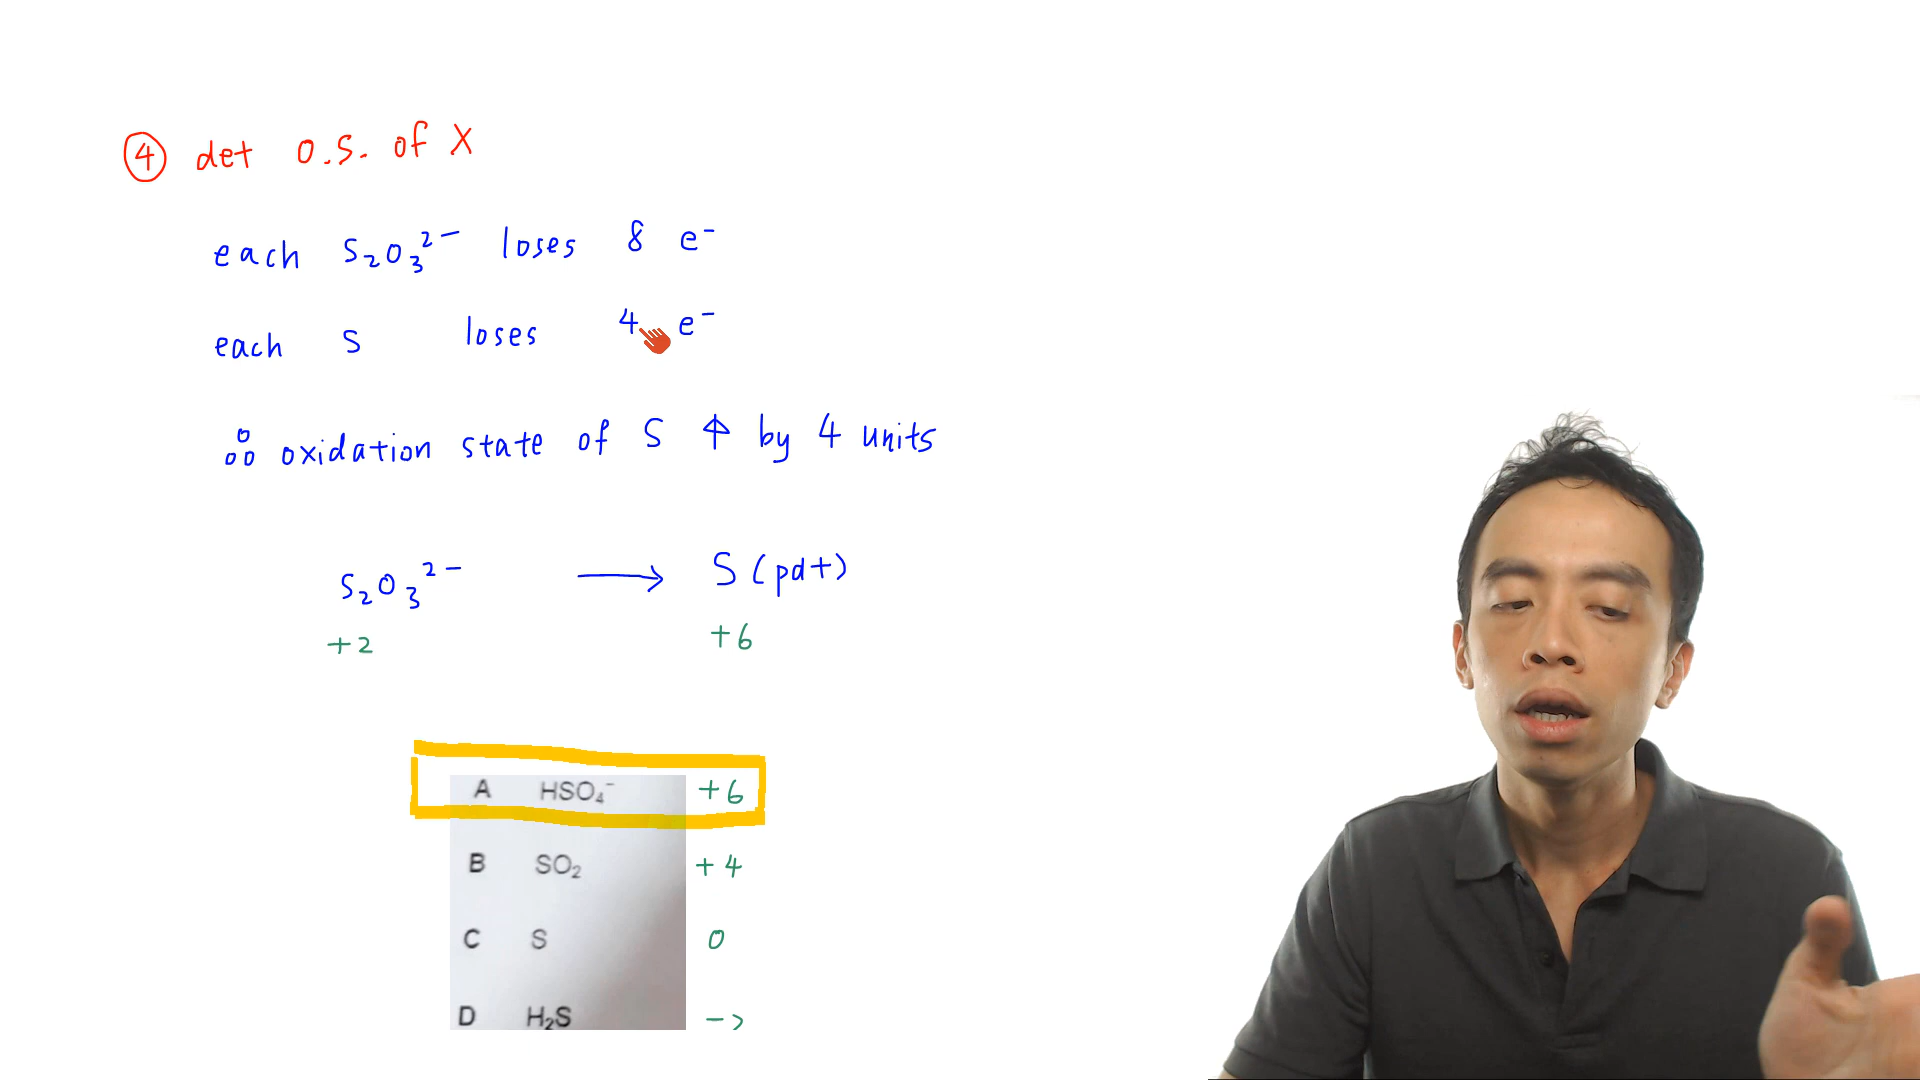 ④ det O.S. of X
each S₂O₃²⁻ loses 8 e⁻
each S loses 4 e⁻
∴ oxidation state of S ↑ by 4 units
S₂O₃²⁻ ⟶ S (pdt)
+2 +6
A HSO₄⁻ +6
B SO₂ +4
C S 0
D H₂S